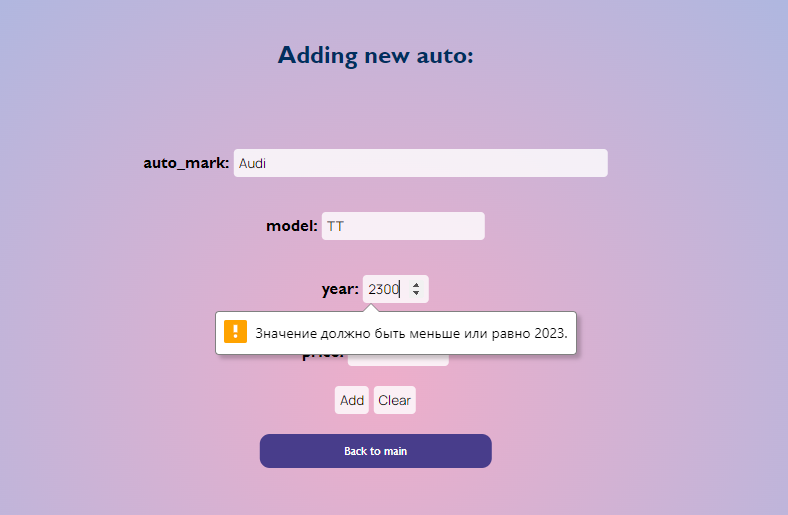 Adding new auto:
auto_mark: Audi
model: TT
year: 2300
Значение должно быть меньше или равно 2023.
price:
Add Clear
Back to main